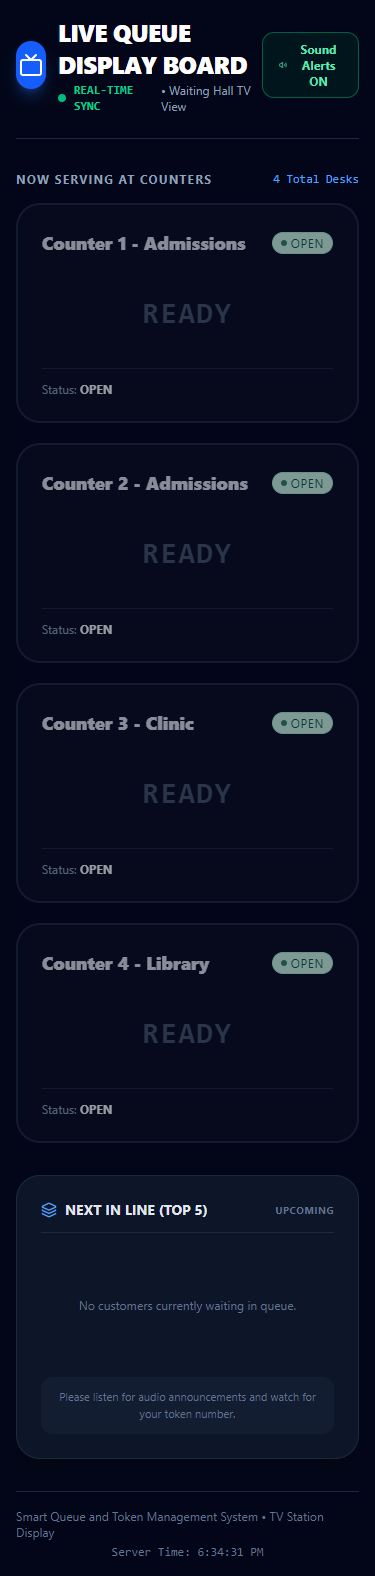 LIVE QUEUE
DISPLAY BOARD
REAL-TIME
SYNC
• Waiting Hall TV
View
Sound
Alerts
ON
NOW SERVING AT COUNTERS
4 Total Desks
Counter 1 - Admissions
OPEN
READY
Status: OPEN
Counter 2 - Admissions
OPEN
READY
Status: OPEN
Counter 3 - Clinic
OPEN
READY
Status: OPEN
Counter 4 - Library
OPEN
READY
Status: OPEN
NEXT IN LINE (TOP 5)
UPCOMING
No customers currently waiting in queue.
Please listen for audio announcements and watch for
your token number.
Smart Queue and Token Management System • TV Station
Display
Server Time: 6:34:31 PM